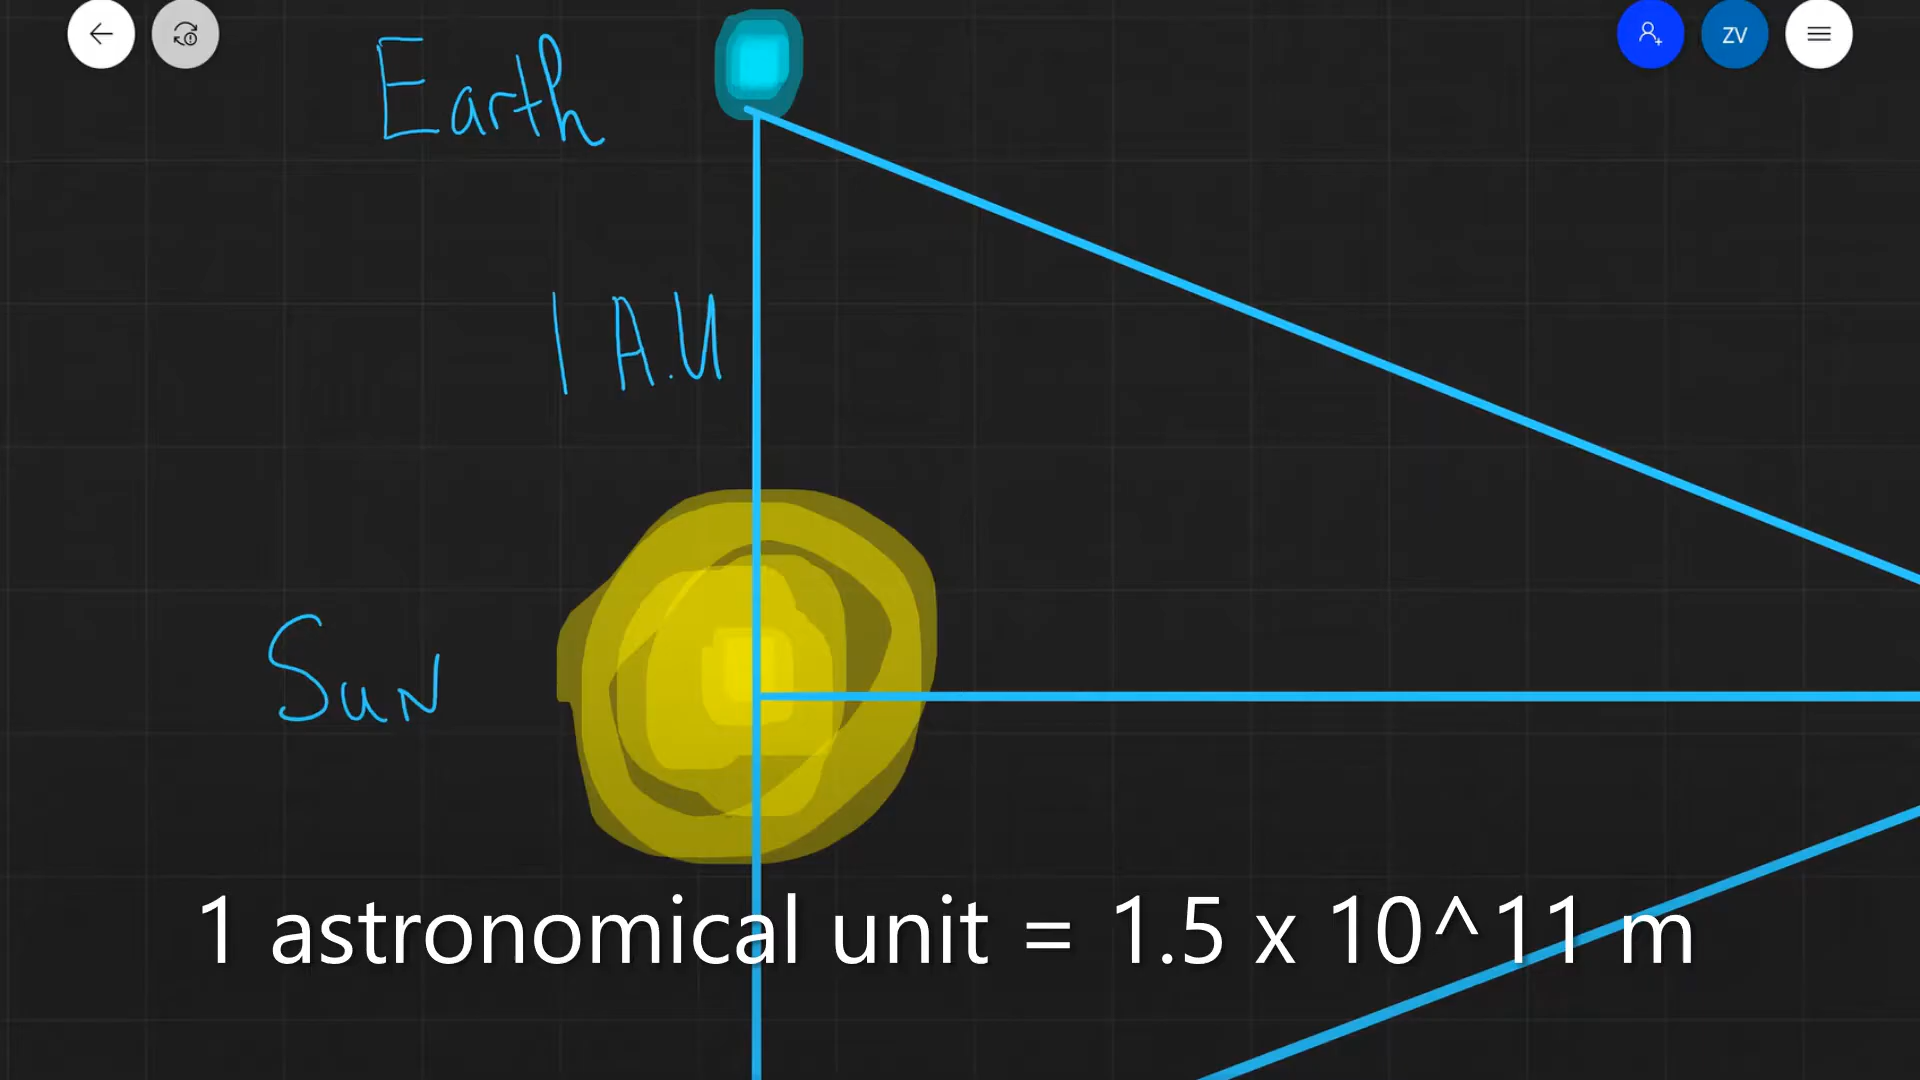 ZV
Earth
1 A.U
Sun
1 astronomical unit = 1.5 x 10^11 m